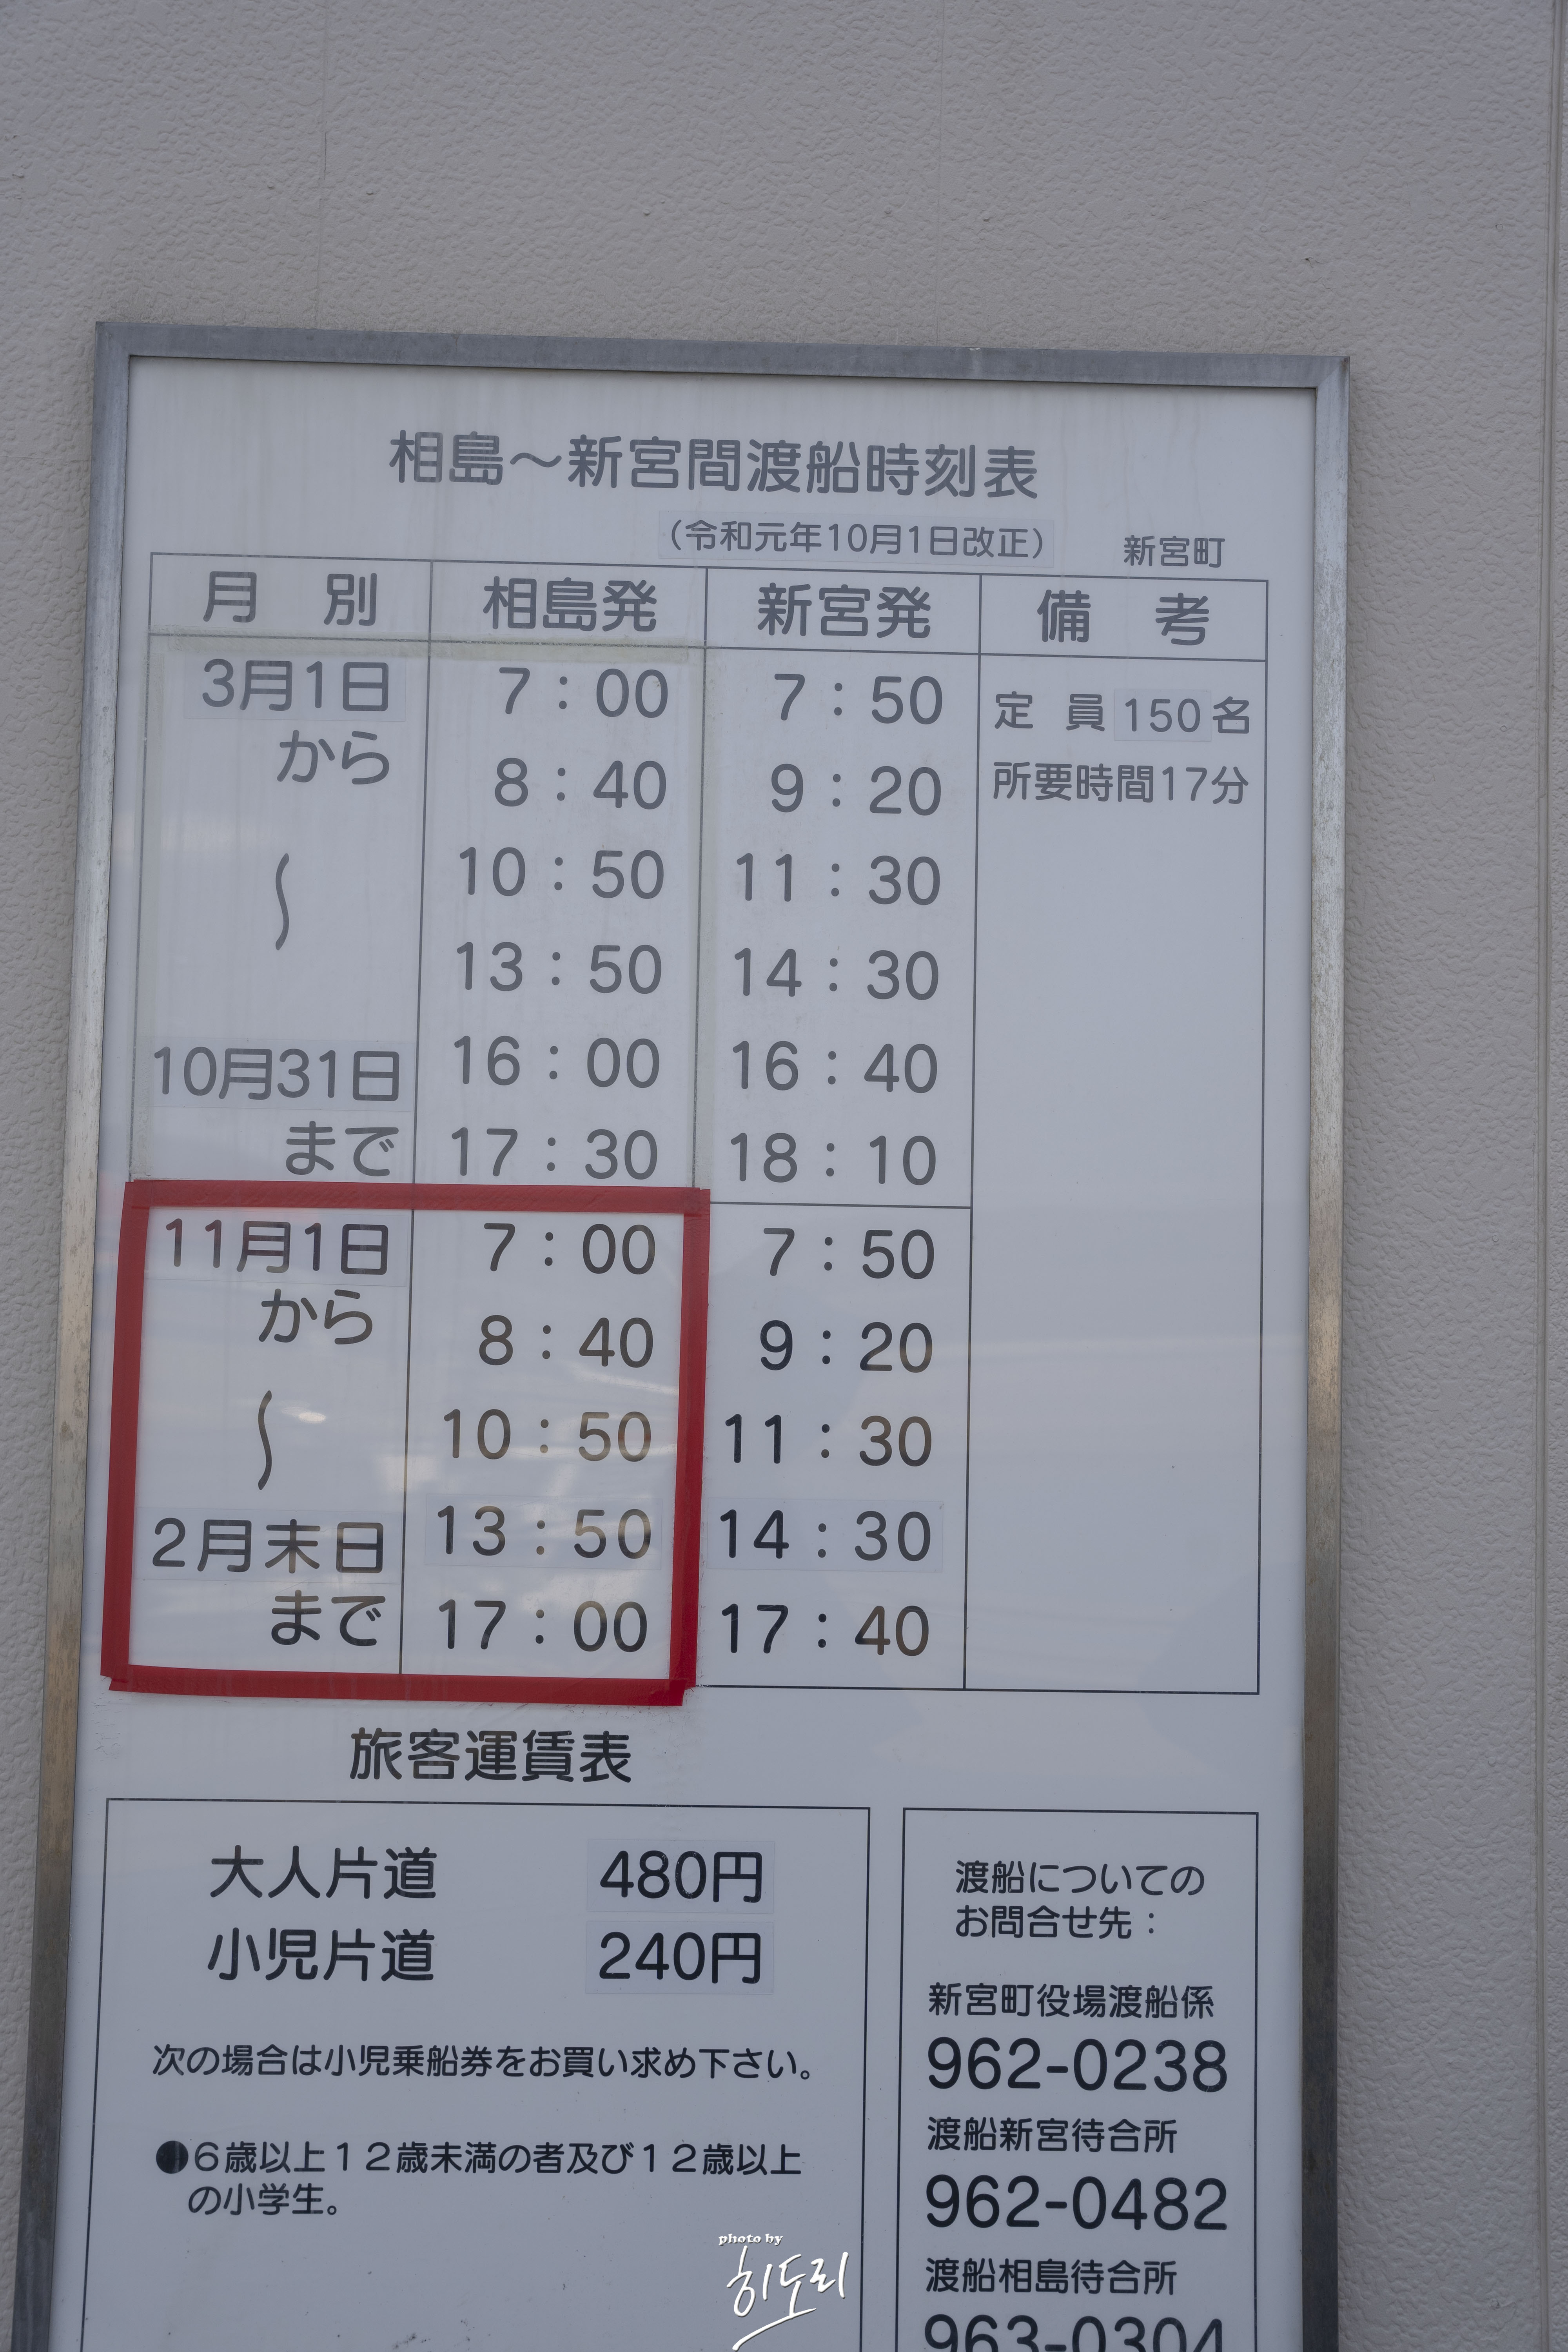 相島～新宮間渡船時刻表
（令和元年10月1日改正） 新宮町
月 別 相島発 新宮発 備 考
3月1日 7：00 7：50 定 員 150名
から 8：40 9：20 所要時間17分
～ 10：50 11：30
13：50 14：30
10月31日 16：00 16：40
まで 17：30 18：10
11月1日 7：00 7：50
から 8：40 9：20
～ 10：50 11：30
2月末日 13：50 14：30
まで 17：00 17：40
旅客運賃表
大人片道 480円
小児片道 240円
次の場合は小児乗船券をお買い求め下さい。
●６歳以上１２歳未満の者及び１２歳以上
の小学生。
渡船についての
お問合せ先：
新宮町役場渡船係
962-0238
渡船新宮待合所
962-0482
渡船相島待合所
963-0304
photo by
히도리